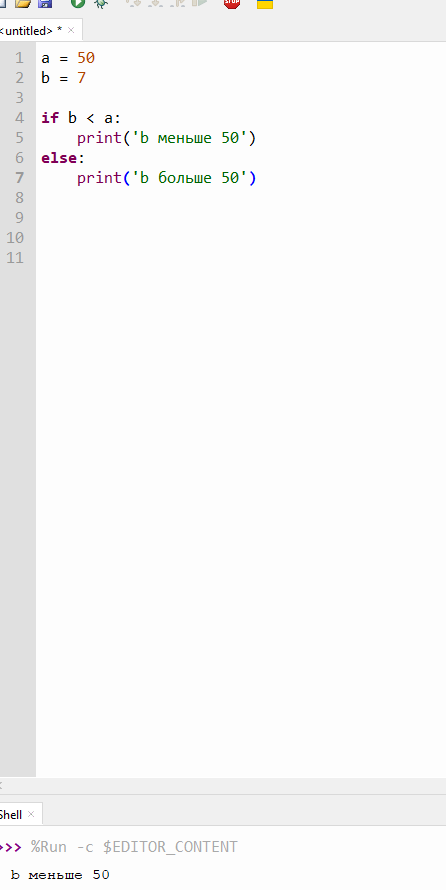 STOP
<untitled> * ×
1 a = 50
2 b = 7
3
4 if b < a:
5     print('b меньше 50')
6 else:
7     print('b больше 50')
8
9
10
11
Shell ×
>>> %Run -c $EDITOR_CONTENT
b меньше 50